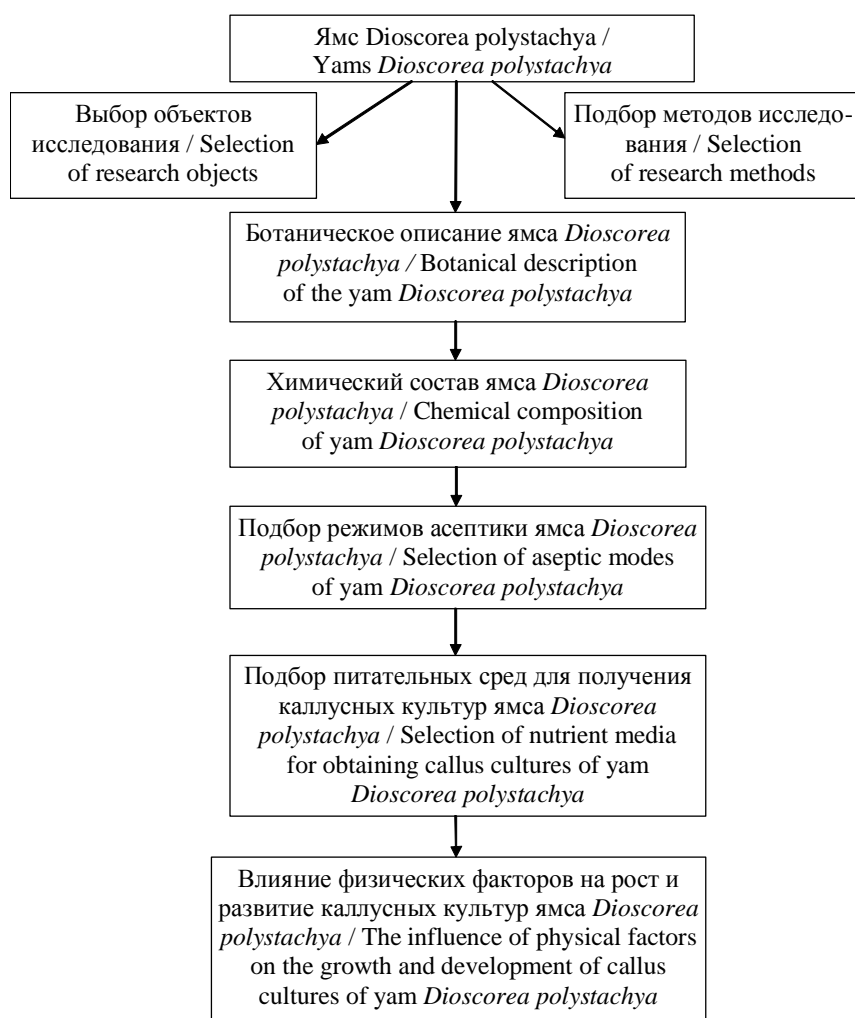 Ямс Dioscorea polystachya /
Yams Dioscorea polystachya
Выбор объектов
исследования / Selection
of research objects
Подбор методов исследо-
вания / Selection
of research methods
Ботаническое описание ямса Dioscorea
polystachya / Botanical description
of the yam Dioscorea polystachya
Химический состав ямса Dioscorea
polystachya / Chemical composition
of yam Dioscorea polystachya
Подбор режимов асептики ямса Dioscorea
polystachya / Selection of aseptic modes
of yam Dioscorea polystachya
Подбор питательных сред для получения
каллусных культур ямса Dioscorea
polystachya / Selection of nutrient media
for obtaining callus cultures of yam
Dioscorea polystachya
Влияние физических факторов на рост и
развитие каллусных культур ямса Dioscorea
polystachya / The influence of physical factors
on the growth and development of callus
cultures of yam Dioscorea polystachya